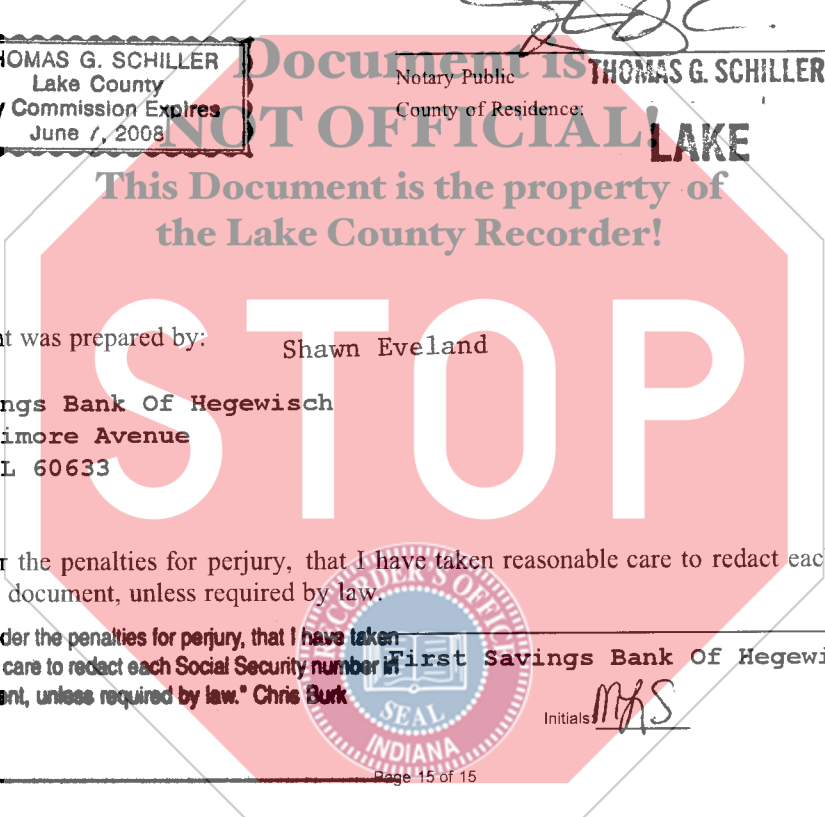 HOMAS G. SCHILLER
Lake County
Commission Expires
June 7, 2008
Document is
NOT OFFICIAL!
This Document is the property of
the Lake County Recorder!
Notary Public THOMAS G. SCHILLER
County of Residence:
LAKE
STOP
t was prepared by: Shawn Eveland
ngs Bank Of Hegewisch
imore Avenue
L 60633
r the penalties for perjury, that I have taken reasonable care to redact eac
document, unless required by law.
der the penalties for perjury, that I have taken
care to redact each Social Security number in
ent, unless required by law." Chris Burk
First Savings Bank Of Hegewi
RECORDER'S OFFICE
SEAL
INDIANA
Initials: MLS
Page 15 of 15